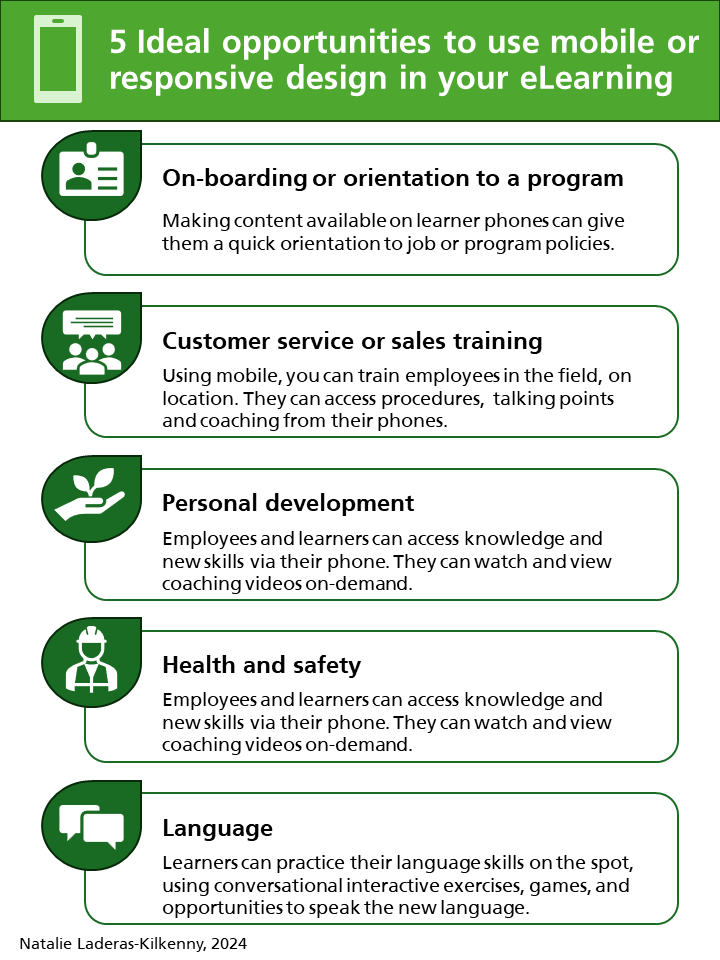 5 Ideal opportunities to use mobile or
responsive design in your eLearning
On-boarding or orientation to a program
Making content available on learner phones can give
them a quick orientation to job or program policies.
Customer service or sales training
Using mobile, you can train employees in the field, on
location. They can access procedures, talking points
and coaching from their phones.
Personal development
Employees and learners can access knowledge and
new skills via their phone. They can watch and view
coaching videos on-demand.
Health and safety
Employees and learners can access knowledge and
new skills via their phone. They can watch and view
coaching videos on-demand.
Language
Learners can practice their language skills on the spot,
using conversational interactive exercises, games, and
opportunities to speak the new language.
Natalie Laderas-Kilkenny, 2024